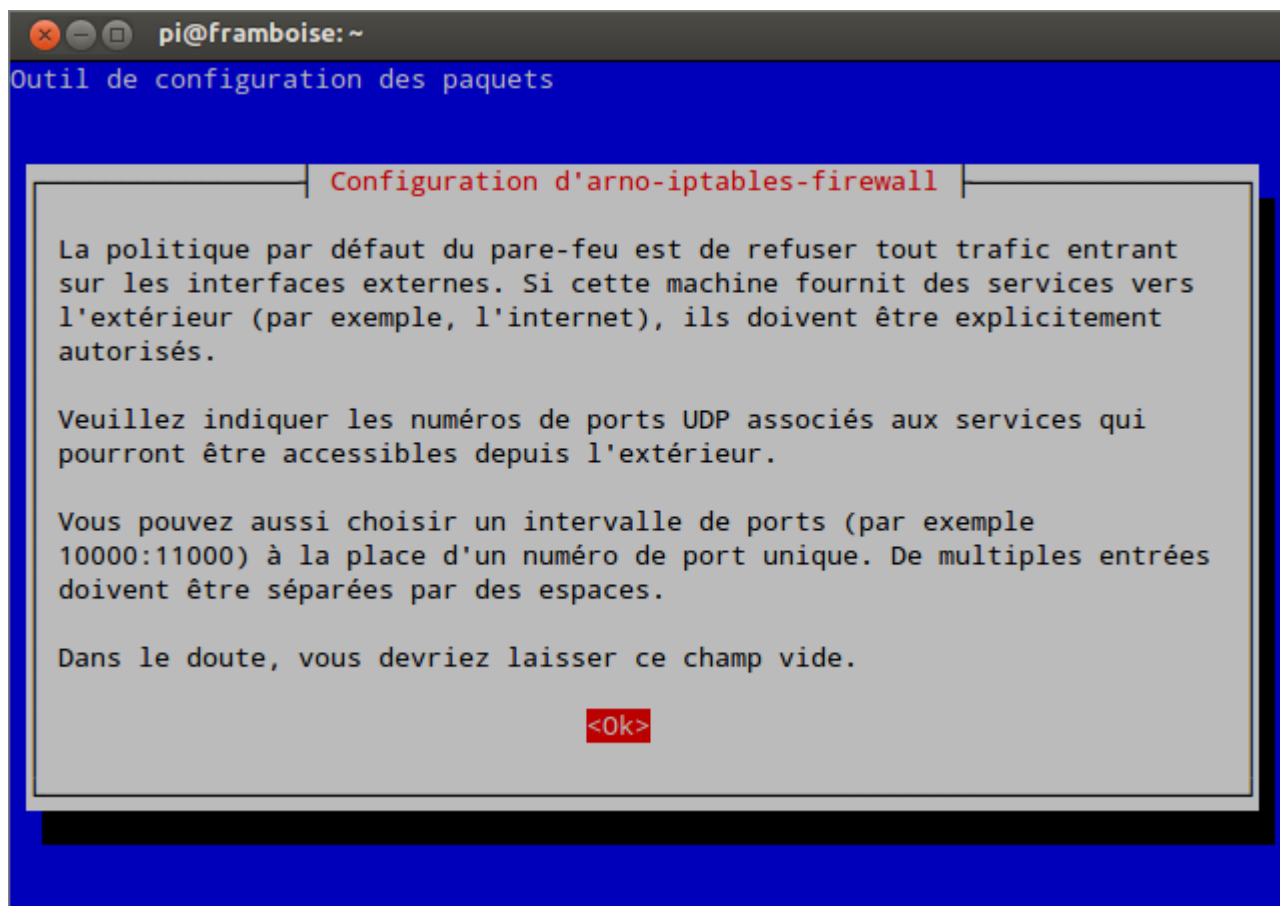 pi@framboise: ~
Outil de configuration des paquets
Configuration d'arno-iptables-firewall
La politique par défaut du pare-feu est de refuser tout trafic entrant
sur les interfaces externes. Si cette machine fournit des services vers
l'extérieur (par exemple, l'internet), ils doivent être explicitement
autorisés.
Veuillez indiquer les numéros de ports UDP associés aux services qui
pourront être accessibles depuis l'extérieur.
Vous pouvez aussi choisir un intervalle de ports (par exemple
10000:11000) à la place d'un numéro de port unique. De multiples entrées
doivent être séparées par des espaces.
Dans le doute, vous devriez laisser ce champ vide.
<Ok>